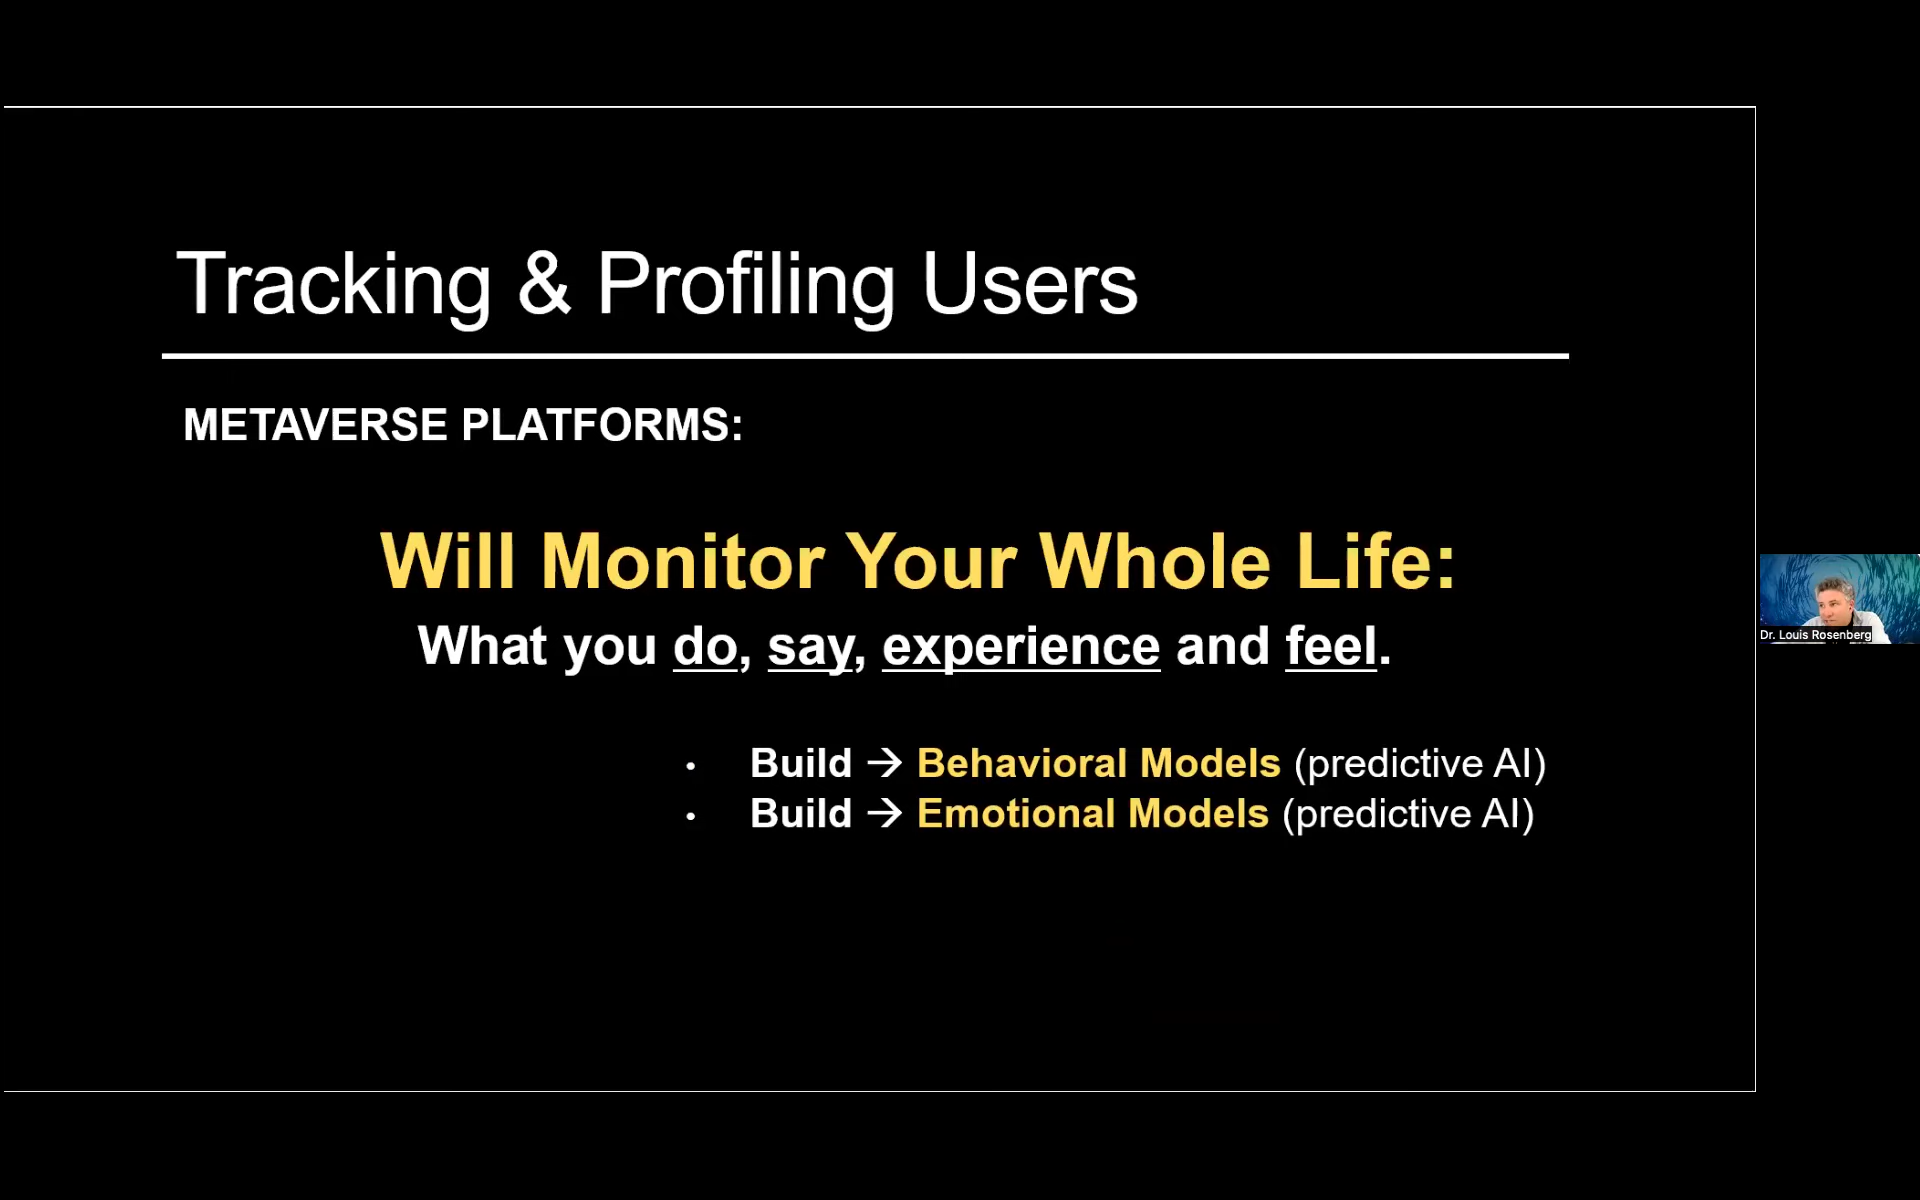 Tracking & Profiling Users
METAVERSE PLATFORMS:
Will Monitor Your Whole Life:
What you do, say, experience and feel.
• Build → Behavioral Models (predictive AI)
• Build → Emotional Models (predictive AI)
Dr. Louis Rosenberg